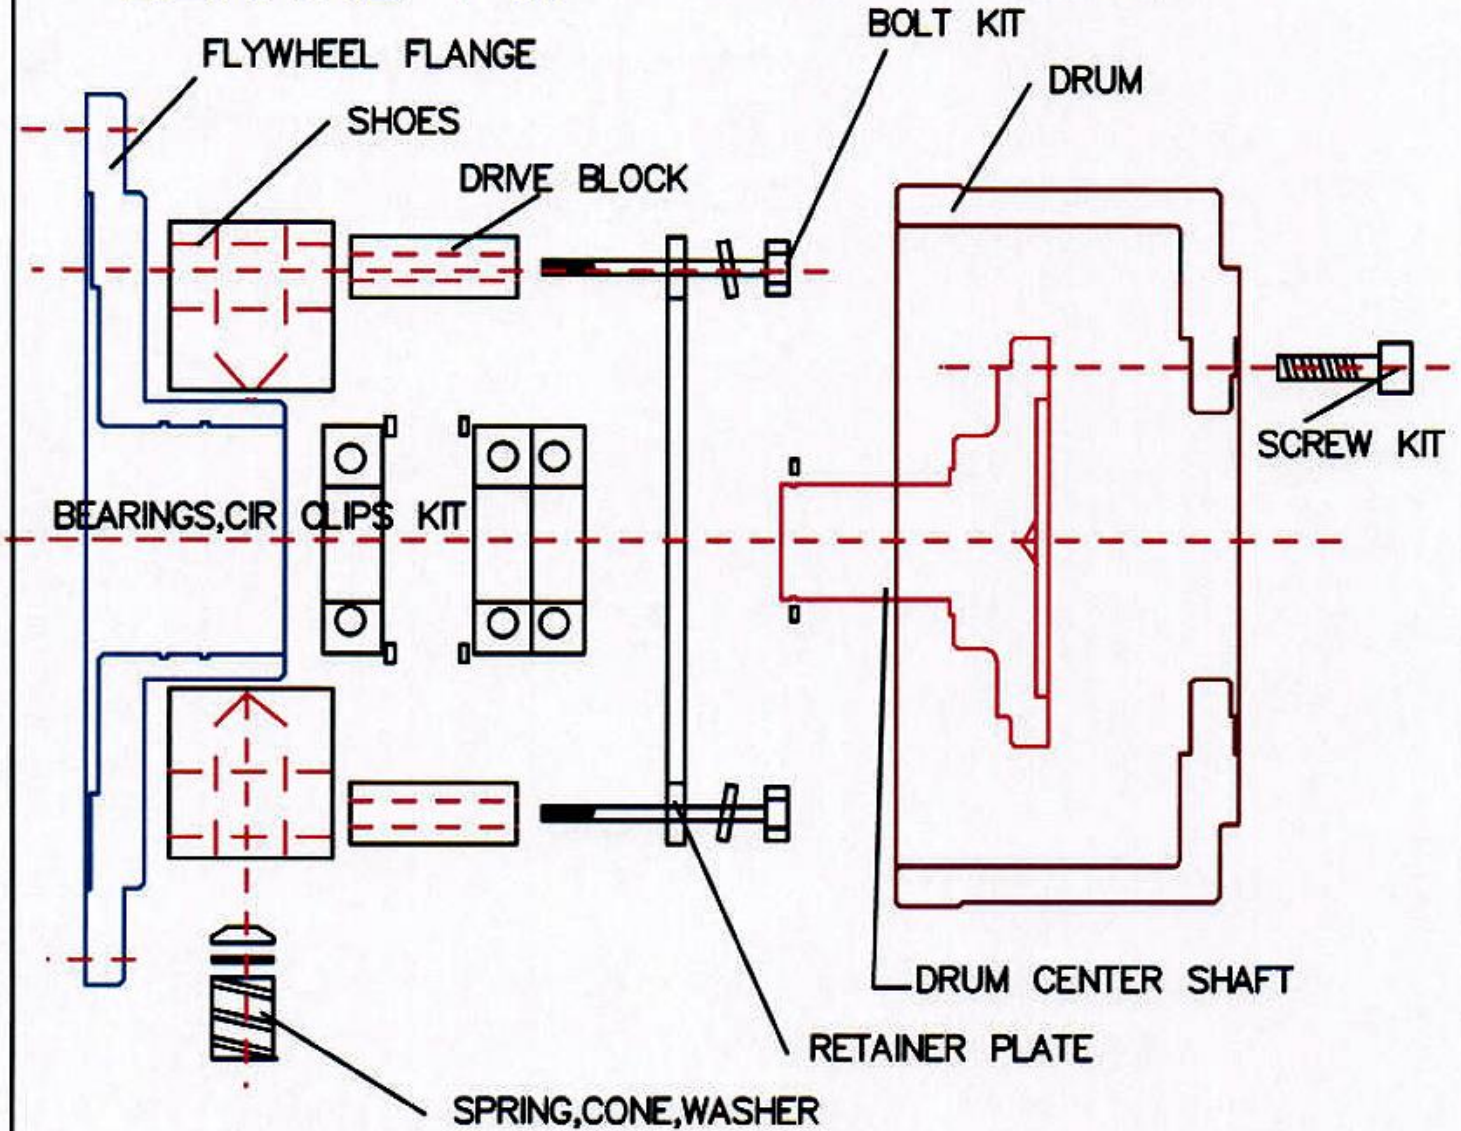 BOLT KIT
FLYWHEEL FLANGE
DRUM
SHOES
DRIVE BLOCK
SCREW KIT
BEARINGS,CIR CLIPS KIT
DRUM CENTER SHAFT
RETAINER PLATE
SPRING,CONE,WASHER